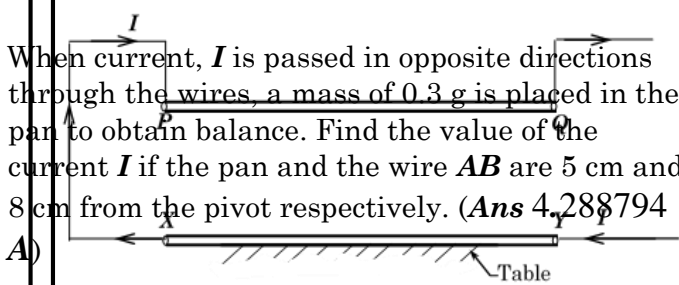 I
When current, I is passed in opposite directions
through the wires, a mass of 0.3 g is placed in the
P
Q
pan to obtain balance. Find the value of the
current I if the pan and the wire AB are 5 cm and
8 cm from the pivot respectively. (Ans 4.288794
X
Y
I
A)
Table